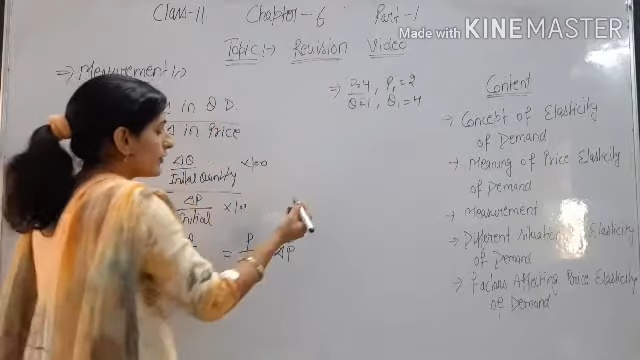 Class-11 Chapter-6 Part-1
Made with KINEMASTER
Topic:-) Revision Video
=) Measurement :-)
Δ in Q D.
Δ in Price
ΔQ
Initial Quantity ×100
ΔP
Initial ×100
= P
ΔP
=) P=4, P₁=2
Q=1, Q₁=4
Content
-) Concept of Elasticity
of Demand
-) Meaning of Price Elasticity
of Demand
-) Measurement
-) Different Situation of Elasticity
of Demand
-) Factors Affecting Price Elasticity
of Demand